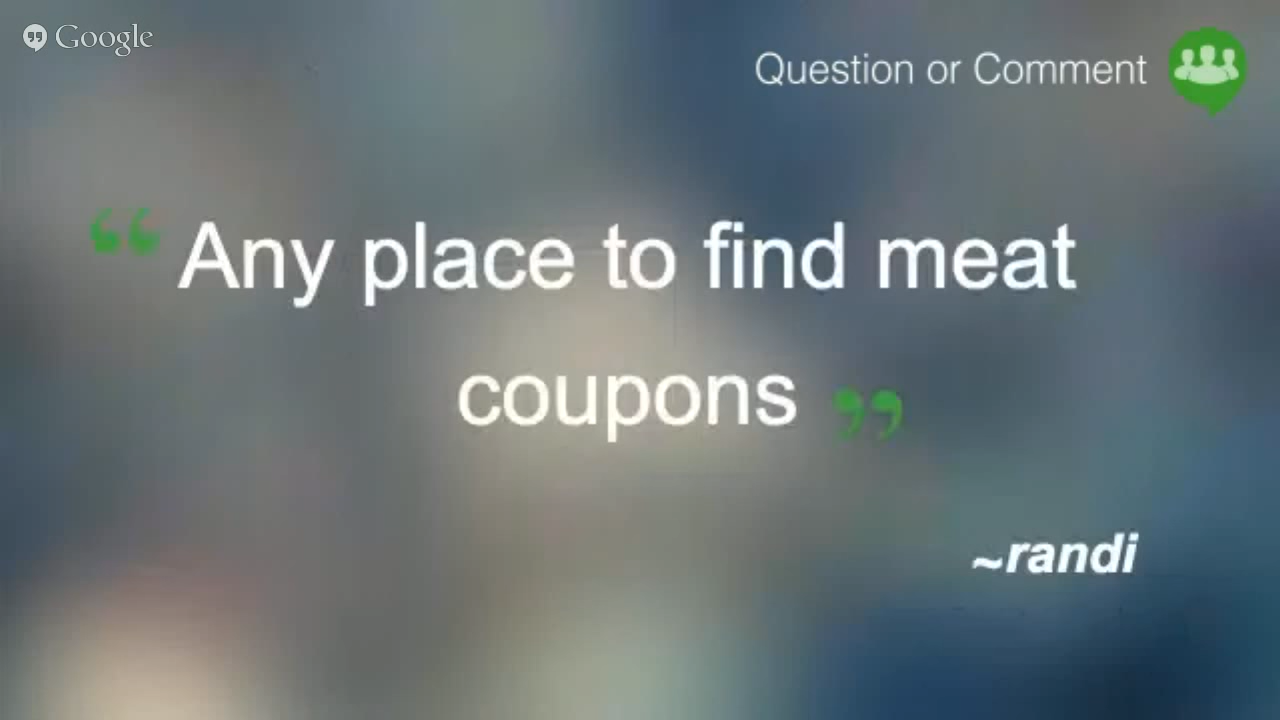 Google
Question or Comment
“ Any place to find meat
coupons ”
~randi